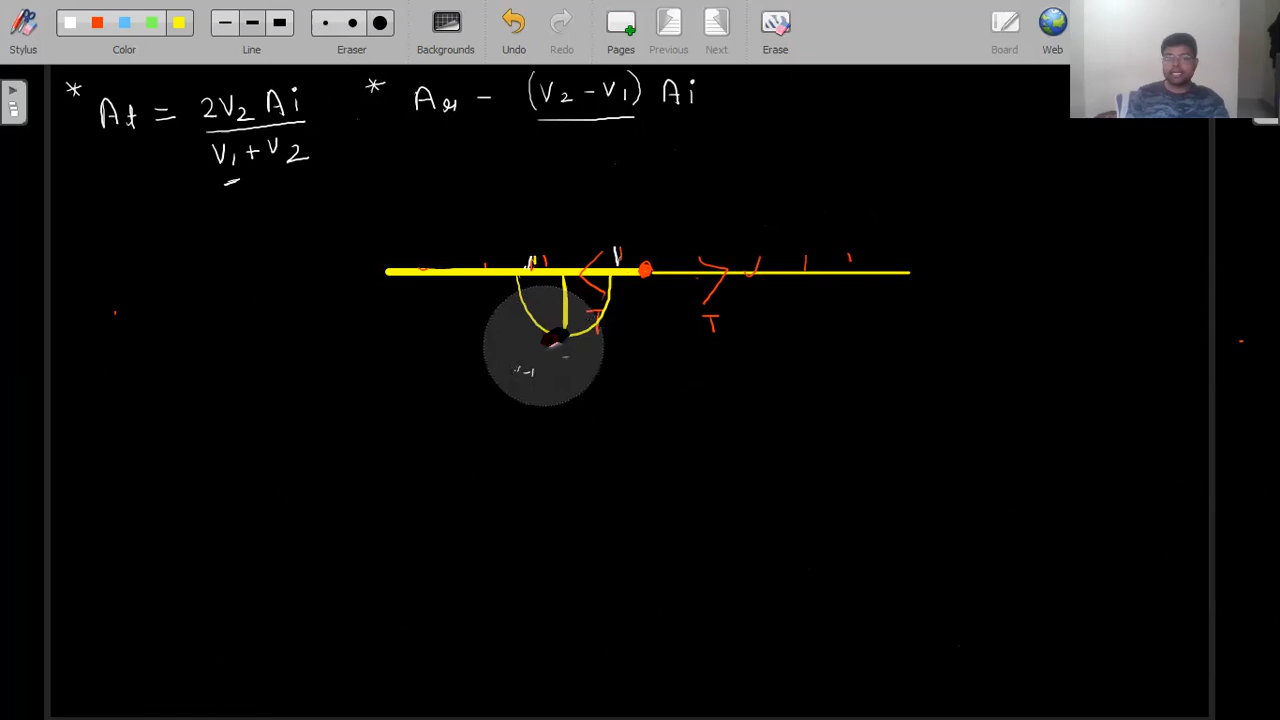 Stylus Color Line Eraser Backgrounds Undo Redo Pages Previous Next Erase Board Web
* At = 2V2 Ai / V1 + V2
* Ar - (V2 - V1) Ai
T T